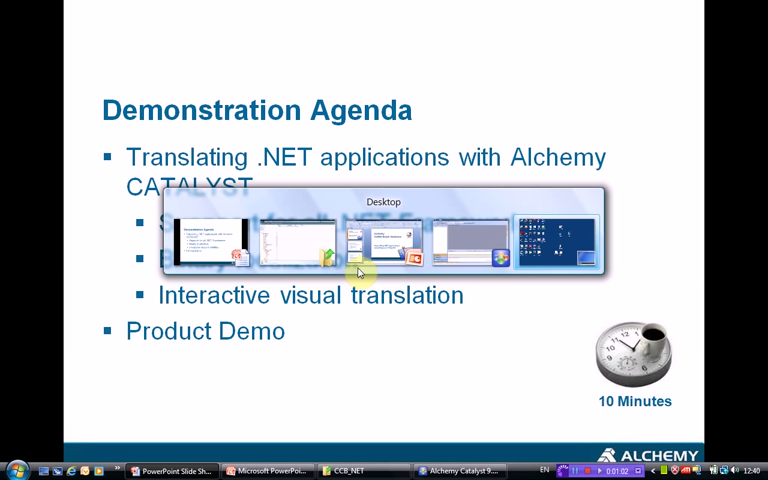 Demonstration Agenda
Translating .NET applications with Alchemy
CATALYST
Desktop
Interactive visual translation
Product Demo
10 Minutes
ALCHEMY
PowerPoint Slide Sh...
Microsoft PowerPoi...
CCB_NET
Alchemy Catalyst 9....
EN
0:01:02
12:40